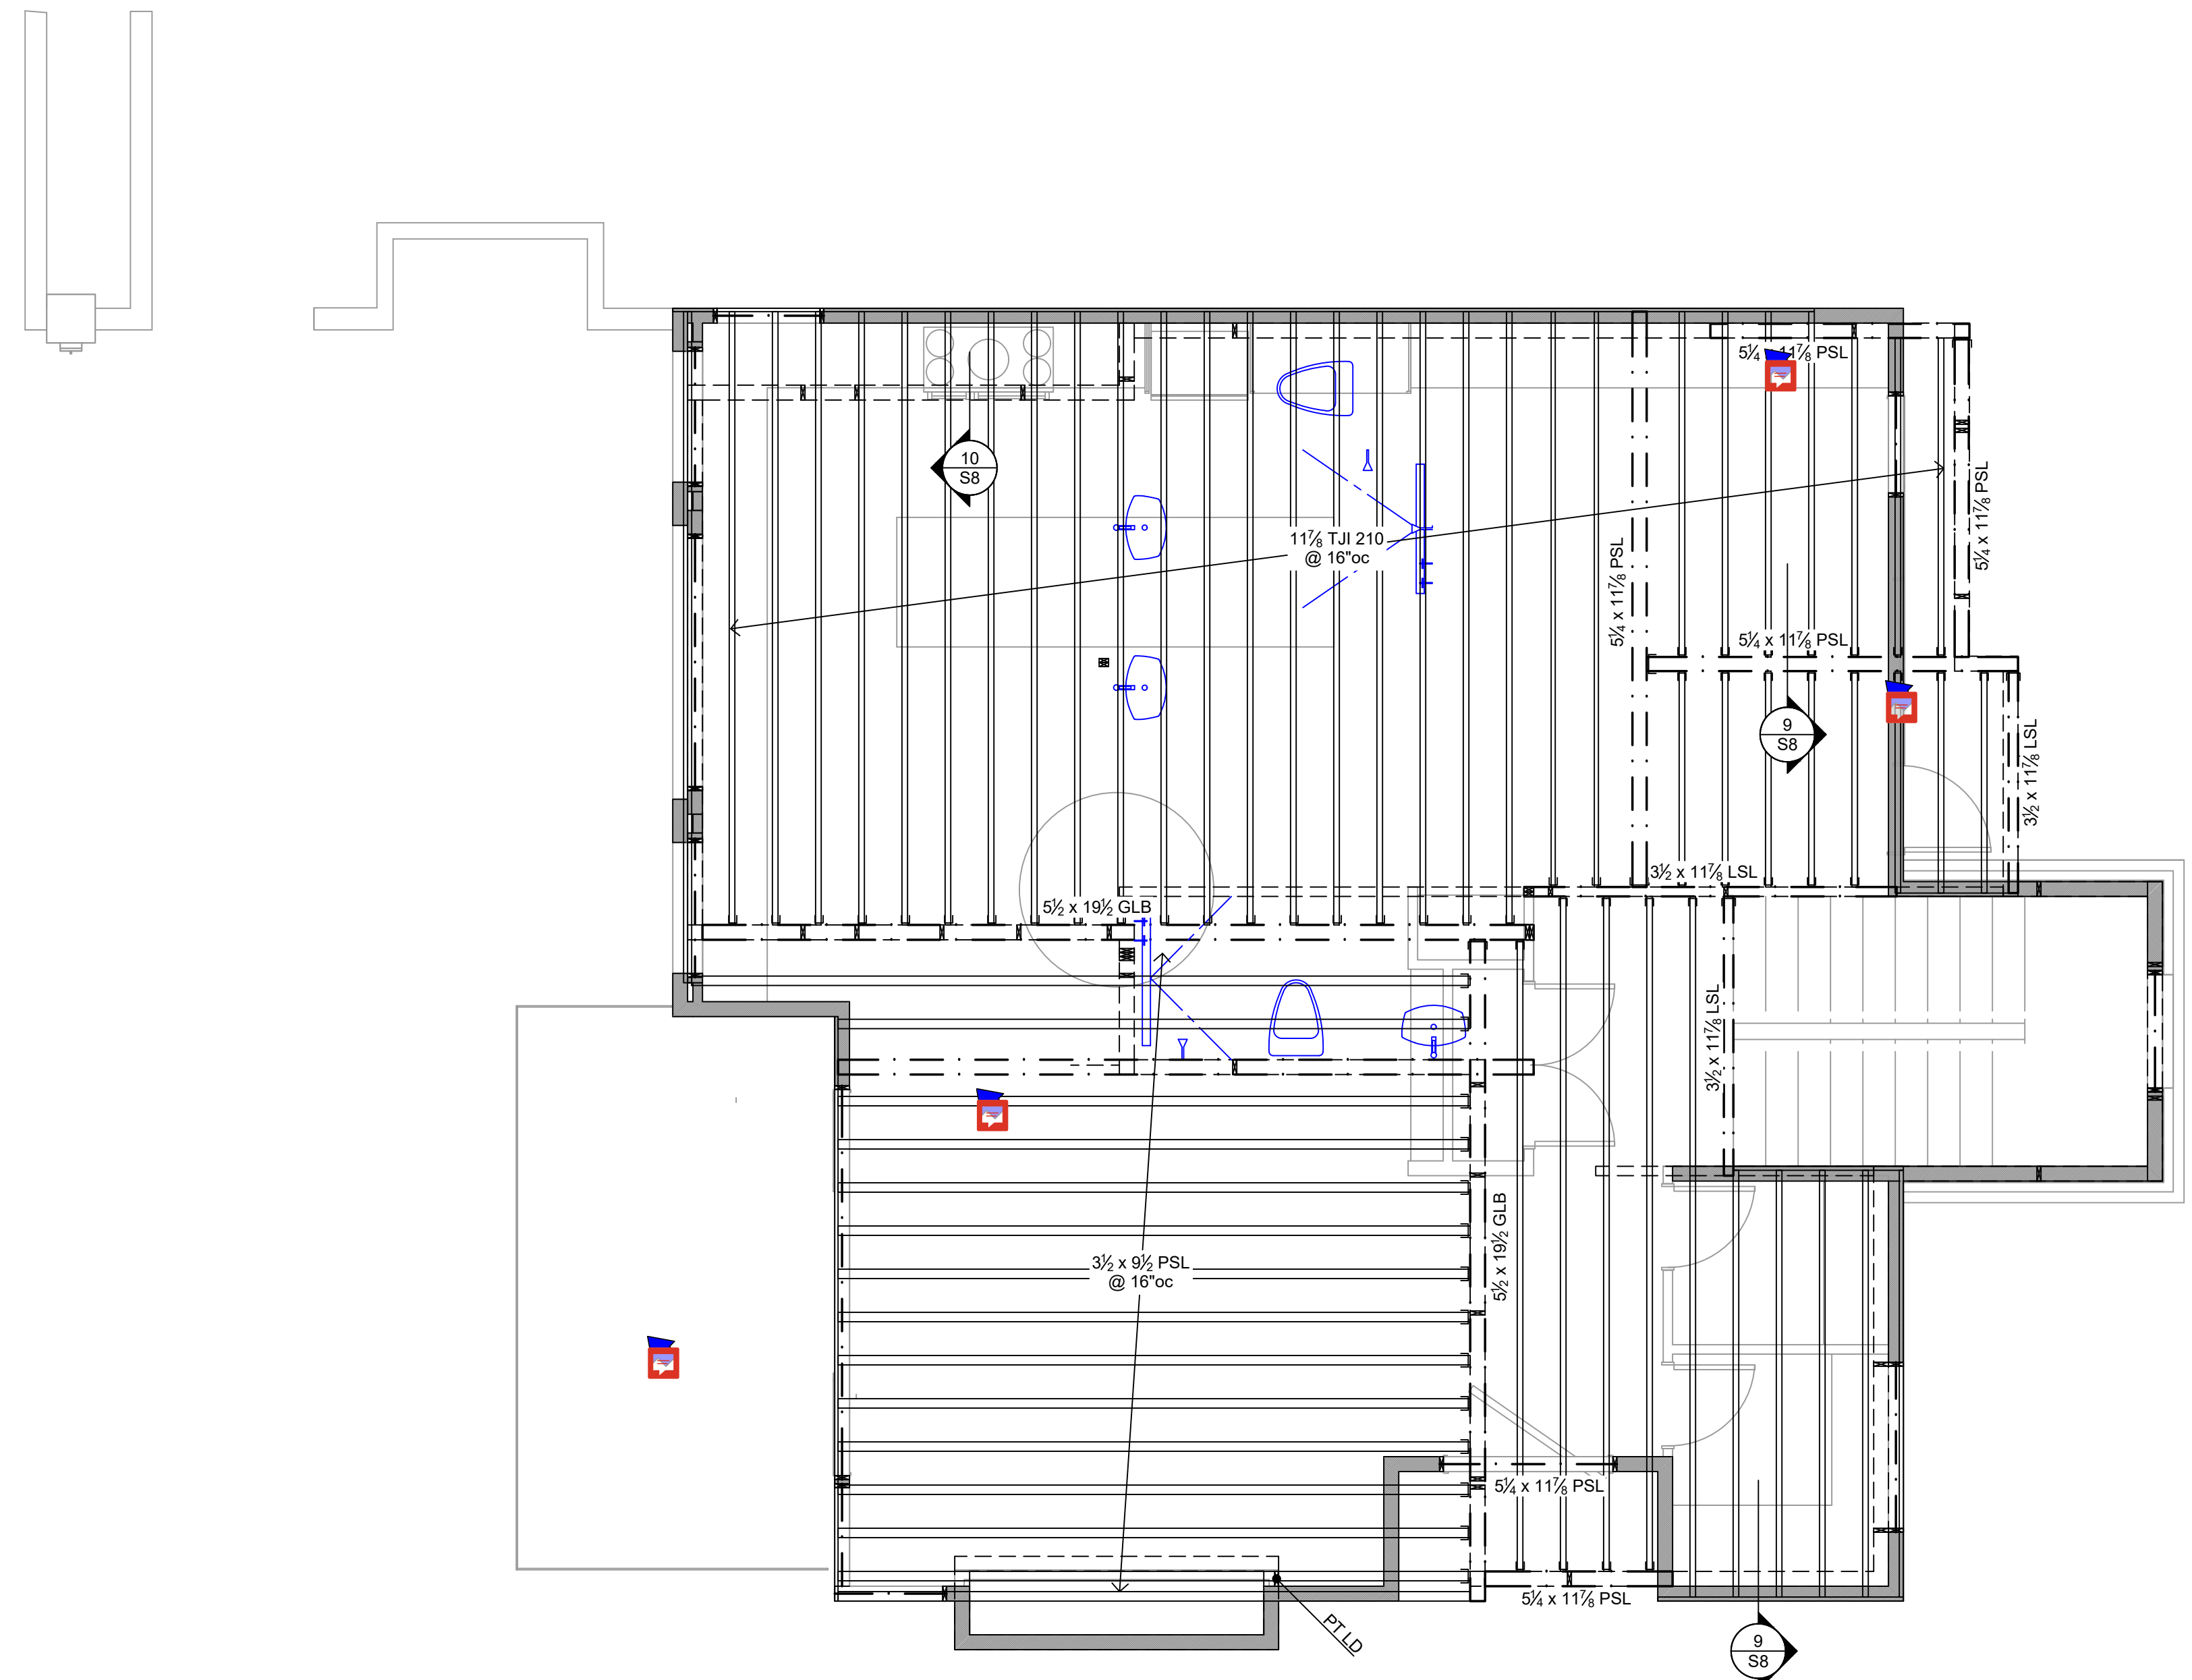 5¼ x 11⅞ PSL
10
S8
5¼ x 11⅞ PSL
11⅞ TJI 210
@ 16"oc
5¼ x 11⅞ PSL
5¼ x 11⅞ PSL
9
S8
3½ x 11⅞ LSL
3½ x 11⅞ LSL
5½ x 19½ GLB
3½ x 11⅞ LSL
5½ x 19½ GLB
3½ x 9½ PSL
@ 16"oc
5¼ x 11⅞ PSL
5¼ x 11⅞ PSL
PT LD
9
S8